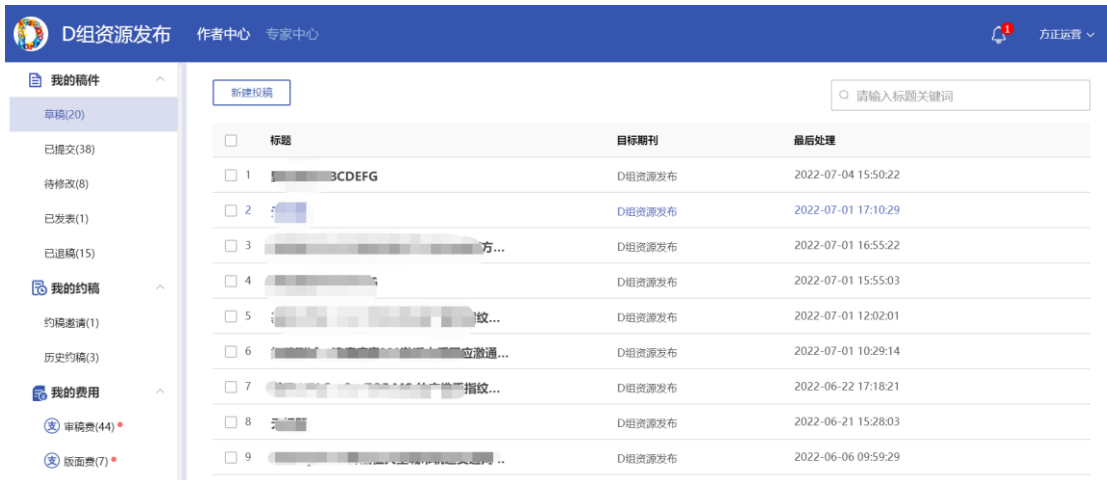 D组资源发布 作者中心 专家中心 1 方正运营
我的稿件
草稿(20)
已提交(38)
待修改(8)
已发表(1)
已退稿(15)
我的约稿
约稿邀请(1)
历史约稿(3)
我的费用
支 审稿费(44)
支 版面费(7)
新建投稿 请输入标题关键词
标题 目标期刊 最后处理
1 BCDEFG D组资源发布 2022-07-04 15:50:22
2 D组资源发布 2022-07-01 17:10:29
3 方... D组资源发布 2022-07-01 16:55:22
4 D组资源发布 2022-07-01 15:55:03
5 纹... D组资源发布 2022-07-01 12:02:01
6 应激通... D组资源发布 2022-07-01 10:29:14
7 指纹... D组资源发布 2022-06-22 17:18:21
8 D组资源发布 2022-06-21 15:28:03
9 D组资源发布 2022-06-06 09:59:29